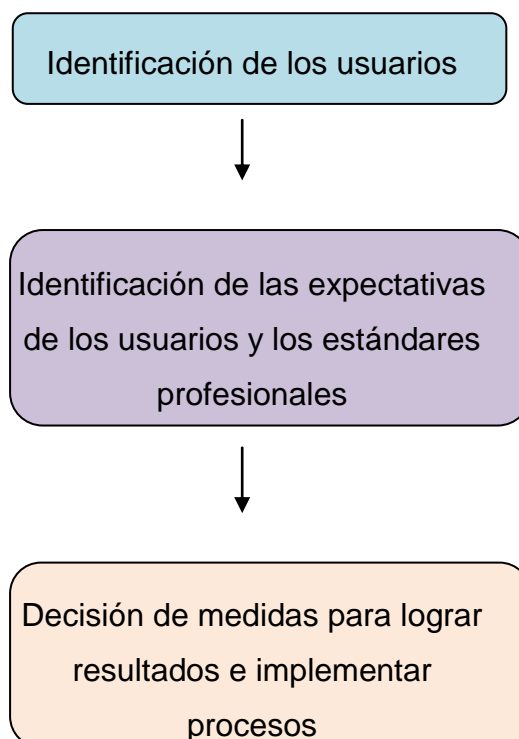 Identificación de los usuarios
Identificación de las expectativas
de los usuarios y los estándares
profesionales
Decisión de medidas para lograr
resultados e implementar
procesos